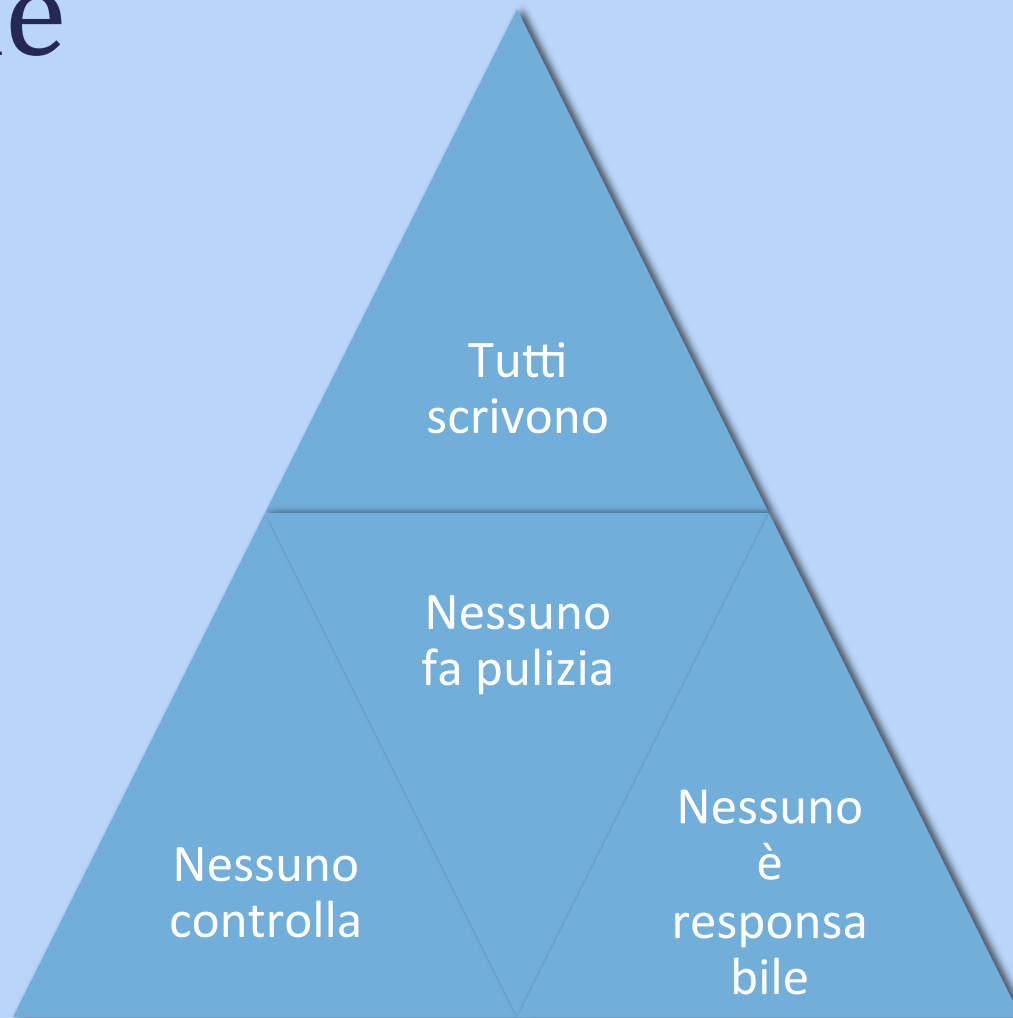 Tutti
scrivono
Nessuno
fa pulizia
Nessuno
controlla
Nessuno
è
responsa
bile